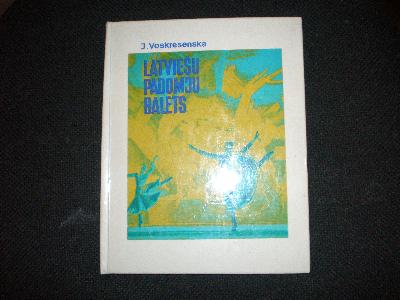 J. Voskresenska
LATVIEŠU
PADOMJU
BALETS